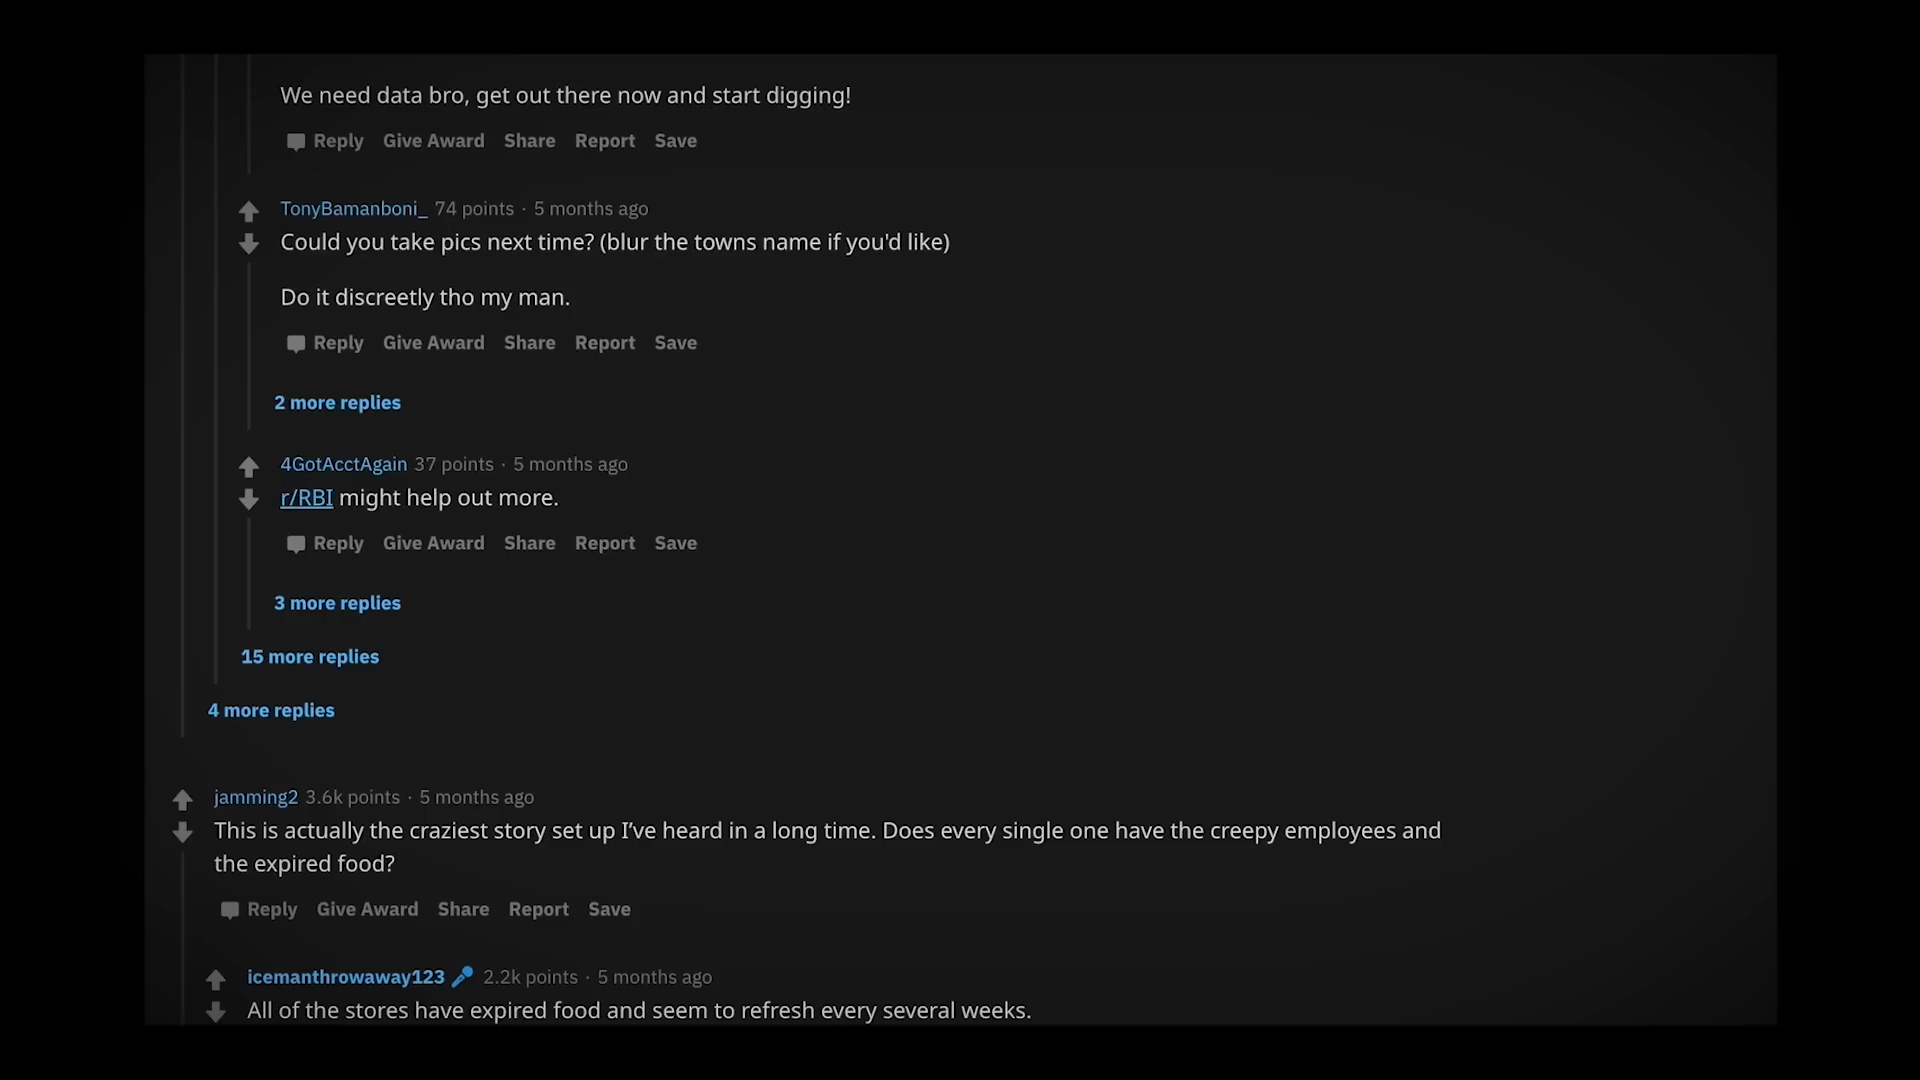 We need data bro, get out there now and start digging!
Reply Give Award Share Report Save
TonyBamanboni_ 74 points · 5 months ago
Could you take pics next time? (blur the towns name if you'd like)
Do it discreetly tho my man.
Reply Give Award Share Report Save
2 more replies
4GotAcctAgain 37 points · 5 months ago
r/RBI might help out more.
Reply Give Award Share Report Save
3 more replies
15 more replies
4 more replies
jamming2 3.6k points · 5 months ago
This is actually the craziest story set up I’ve heard in a long time. Does every single one have the creepy employees and
the expired food?
Reply Give Award Share Report Save
icemanthrowaway123 2.2k points · 5 months ago
All of the stores have expired food and seem to refresh every several weeks.